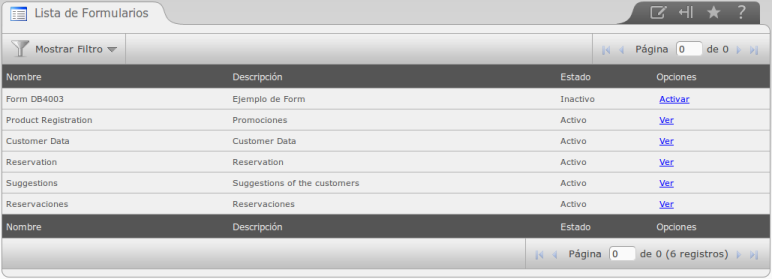 Lista de Formularios ?
Mostrar Filtro Página 0 de 0
Nombre Descripción Estado Opciones
Form DB4003 Ejemplo de Form Inactivo Activar
Product Registration Promociones Activo Ver
Customer Data Customer Data Activo Ver
Reservation Reservation Activo Ver
Suggestions Suggestions of the customers Activo Ver
Reservaciones Reservaciones Activo Ver
Nombre Descripción Estado Opciones
Página 0 de 0 (6 registros)